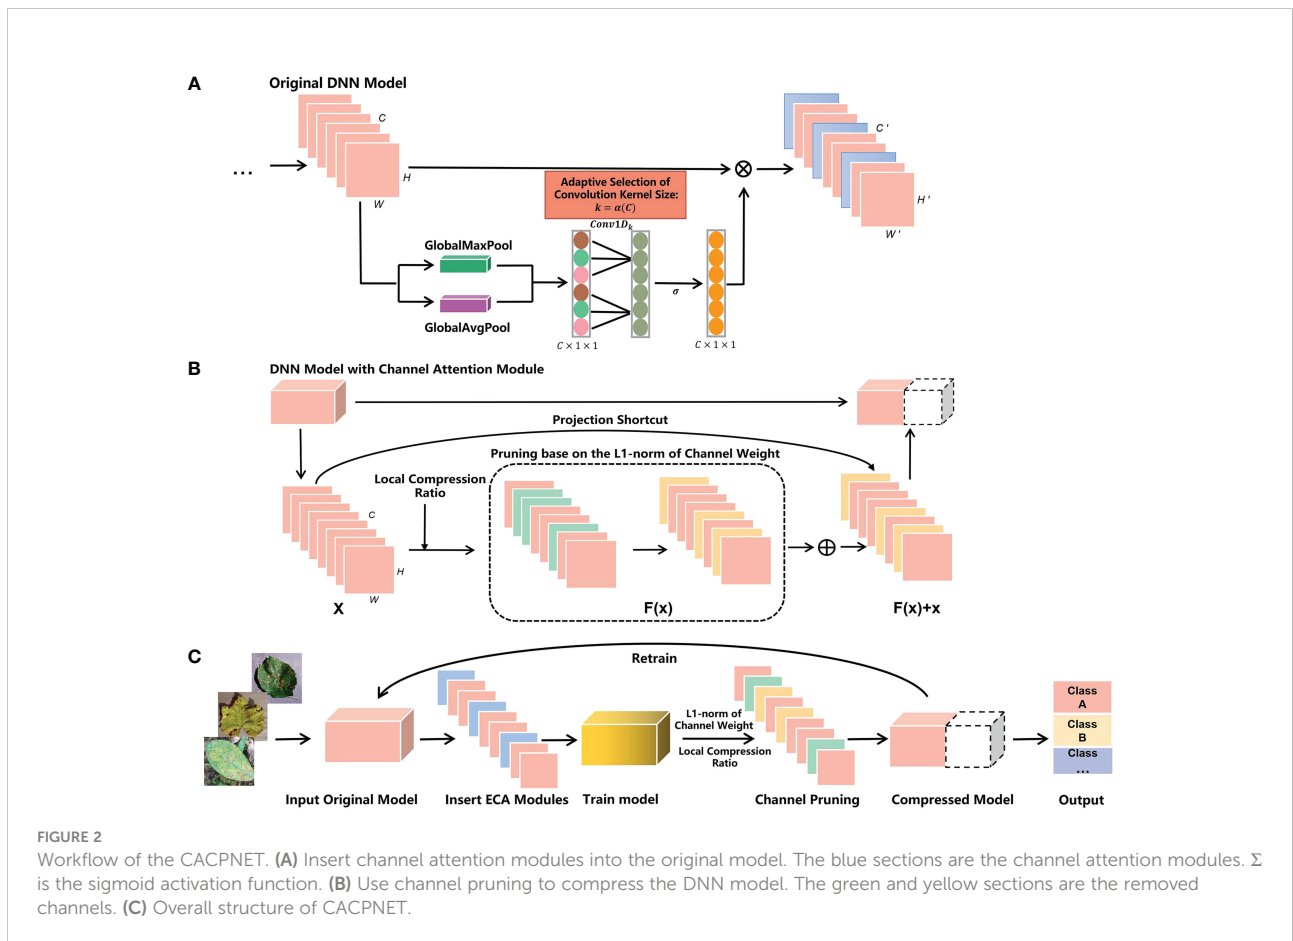 A
Original DNN Model
C
...
H
W
Adaptive Selection of
Convolution Kernel Size:
k = α(C)
Conv1D_k
GlobalMaxPool
GlobalAvgPool
σ
C × 1 × 1
C × 1 × 1
C '
H '
W '
B
DNN Model with Channel Attention Module
Projection Shortcut
Pruning base on the L1-norm of Channel Weight
Local Compression
Ratio
C
H
W
X
F(x)
F(x)+x
C
Retrain
L1-norm of
Channel Weight
Local Compression
Ratio
Class
A
Class
B
Class
...
Input Original Model
Insert ECA Modules
Train model
Channel Pruning
Compressed Model
Output
FIGURE 2
Workflow of the CACPNET. (A) Insert channel attention modules into the original model. The blue sections are the channel attention modules. Σ
is the sigmoid activation function. (B) Use channel pruning to compress the DNN model. The green and yellow sections are the removed
channels. (C) Overall structure of CACPNET.